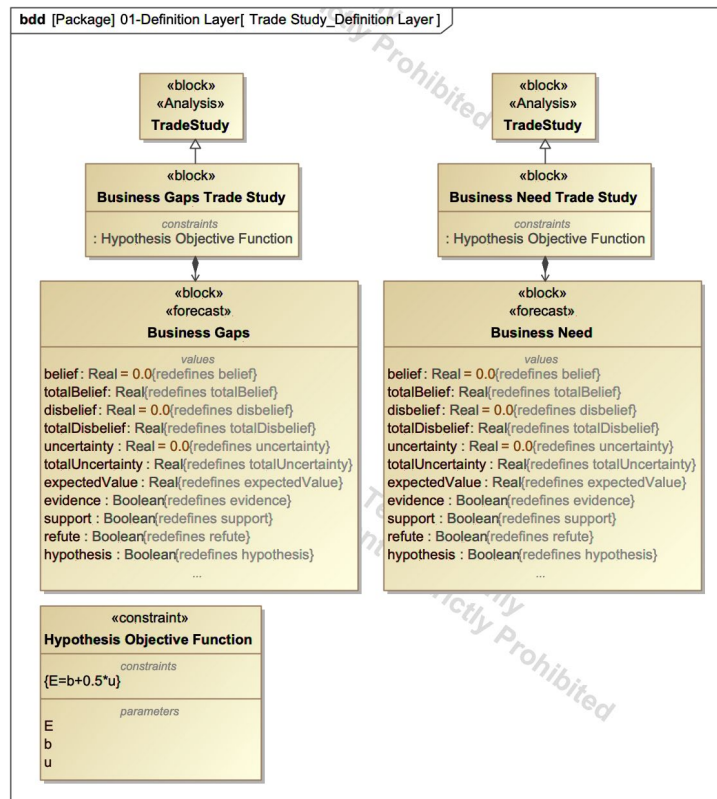 bdd [Package] 01-Definition Layer[ Trade Study_Definition Layer ]
«block»
«Analysis»
TradeStudy
«block»
Business Gaps Trade Study
constraints
: Hypothesis Objective Function
«block»
«forecast»
Business Gaps
values
belief : Real = 0.0{redefines belief}
totalBelief : Real{redefines totalBelief}
disbelief : Real = 0.0{redefines disbelief}
totalDisbelief : Real{redefines totalDisbelief}
uncertainty : Real = 0.0{redefines uncertainty}
totalUncertainty : Real{redefines totalUncertainty}
expectedValue : Real{redefines expectedValue}
evidence : Boolean{redefines evidence}
support : Boolean{redefines support}
refute : Boolean{redefines refute}
hypothesis : Boolean{redefines hypothesis}
...
«block»
«Analysis»
TradeStudy
«block»
Business Need Trade Study
constraints
: Hypothesis Objective Function
«block»
«forecast»
Business Need
values
belief : Real = 0.0{redefines belief}
totalBelief : Real{redefines totalBelief}
disbelief : Real = 0.0{redefines disbelief}
totalDisbelief : Real{redefines totalDisbelief}
uncertainty : Real = 0.0{redefines uncertainty}
totalUncertainty : Real{redefines totalUncertainty}
expectedValue : Real{redefines expectedValue}
evidence : Boolean{redefines evidence}
support : Boolean{redefines support}
refute : Boolean{redefines refute}
hypothesis : Boolean{redefines hypothesis}
...
«constraint»
Hypothesis Objective Function
constraints
{E=b+0.5*u}
parameters
E
b
u
Prohibited
Strictly Prohibited